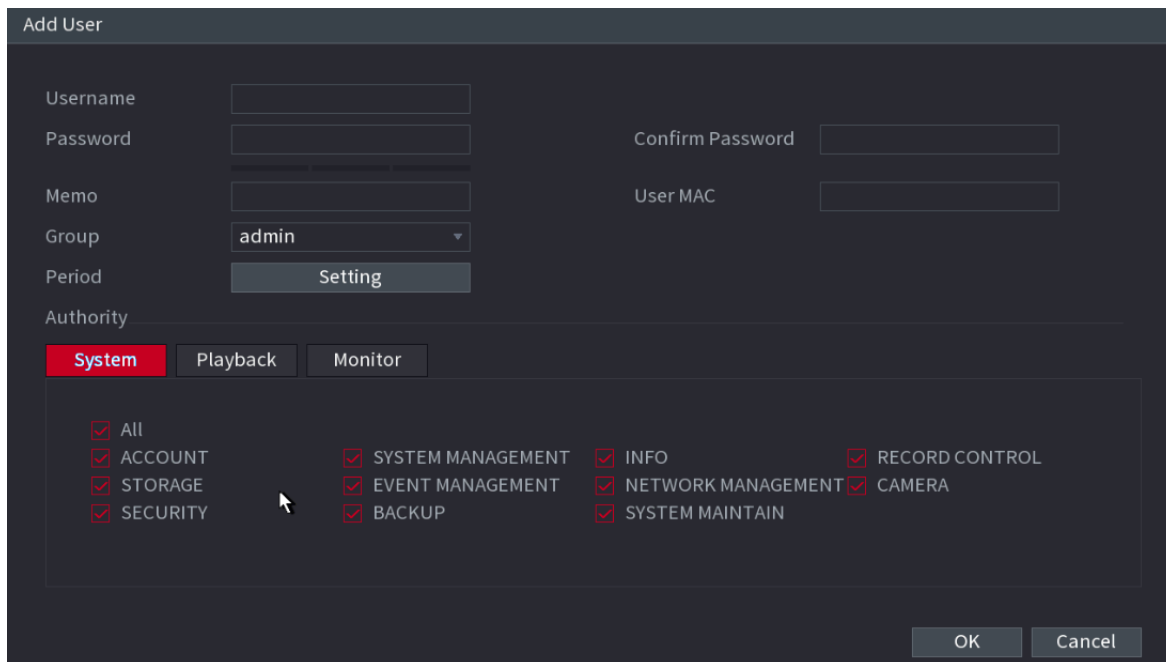 Add User
Username
Password Confirm Password
Memo User MAC
Group admin
Period Setting
Authority
System Playback Monitor
All
ACCOUNT SYSTEM MANAGEMENT INFO RECORD CONTROL
STORAGE EVENT MANAGEMENT NETWORK MANAGEMENT CAMERA
SECURITY BACKUP SYSTEM MAINTAIN
OK Cancel